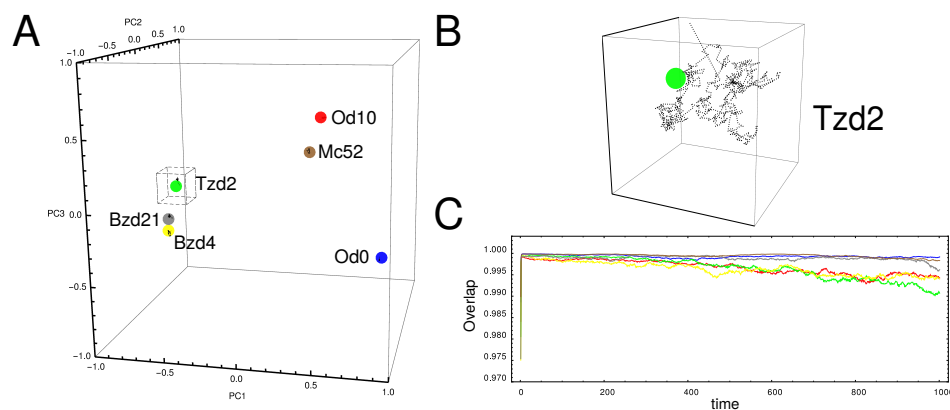 A
PC2
−1.0 −0.5 0.0 0.5 1.0
1.0
0.5
PC3 0.0
−0.5
−1.0
−1.0 −0.5 0.0 0.5 1.0
PC1
Od10
Mc52
Tzd2
Bzd21
Bzd4
Od0
B
Tzd2
C
Overlap
1.000
0.995
0.990
0.985
0.980
0.975
0.970
0 200 400 600 800 1000
time